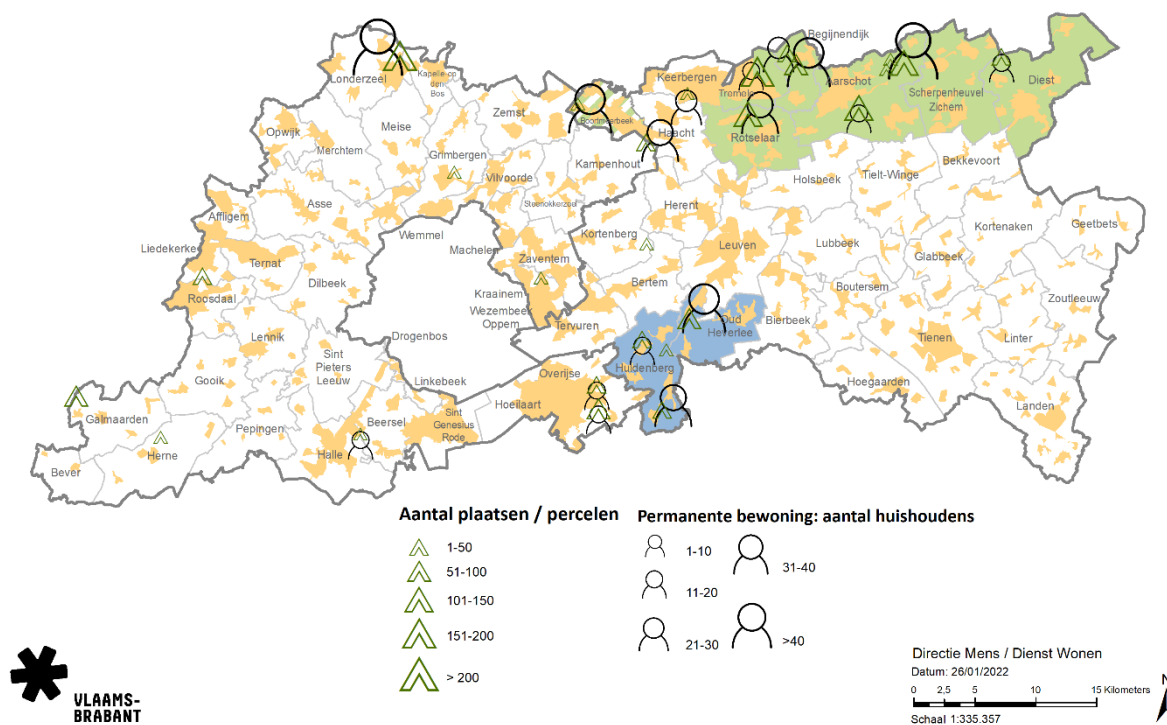 Begijnendijk
Londerzeel
Kapelle-op
den
Bos
Keerbergen
Tremelo
Aarschot
Diest
Scherpenheuvel
Zichem
Zemst
Boortmeerbeek
Haacht
Rotselaar
Opwijk
Meise
Merchtem
Grimbergen
Kampenhout
Vilvoorde
Bekkevoort
Holsbeek
Tielt-Winge
Steenokkerzeel
Affligem
Asse
Herent
Geetbets
Kortenaken
Wemmel
Kortenberg
Liedekerke
Machelen
Leuven
Lubbeek
Glabbeek
Ternat
Zaventem
Dilbeek
Bertem
Boutersem
Roosdaal
Kraainem
Zoutleeuw
Wezembeek
Oppem
Oud
Heverlee
Bierbeek
Tervuren
Lennik
Drogenbos
Tienen
Linter
Sint
Pieters
Leeuw
Huldenberg
Overijse
Gooik
Linkebeek
Hoegaarden
Hoeilaart
Landen
Galmaarden
Pepingen
Beersel
Sint
Genesius
Rode
Halle
Herne
Bever
Aantal plaatsen / percelen
1-50
51-100
101-150
151-200
> 200
Permanente bewoning: aantal huishoudens
1-10
11-20
21-30
31-40
>40
VLAAMS-
BRABANT
Directie Mens / Dienst Wonen
Datum: 26/01/2022
0 2,5 5 10 15 Kilometers
Schaal 1:335.357
N